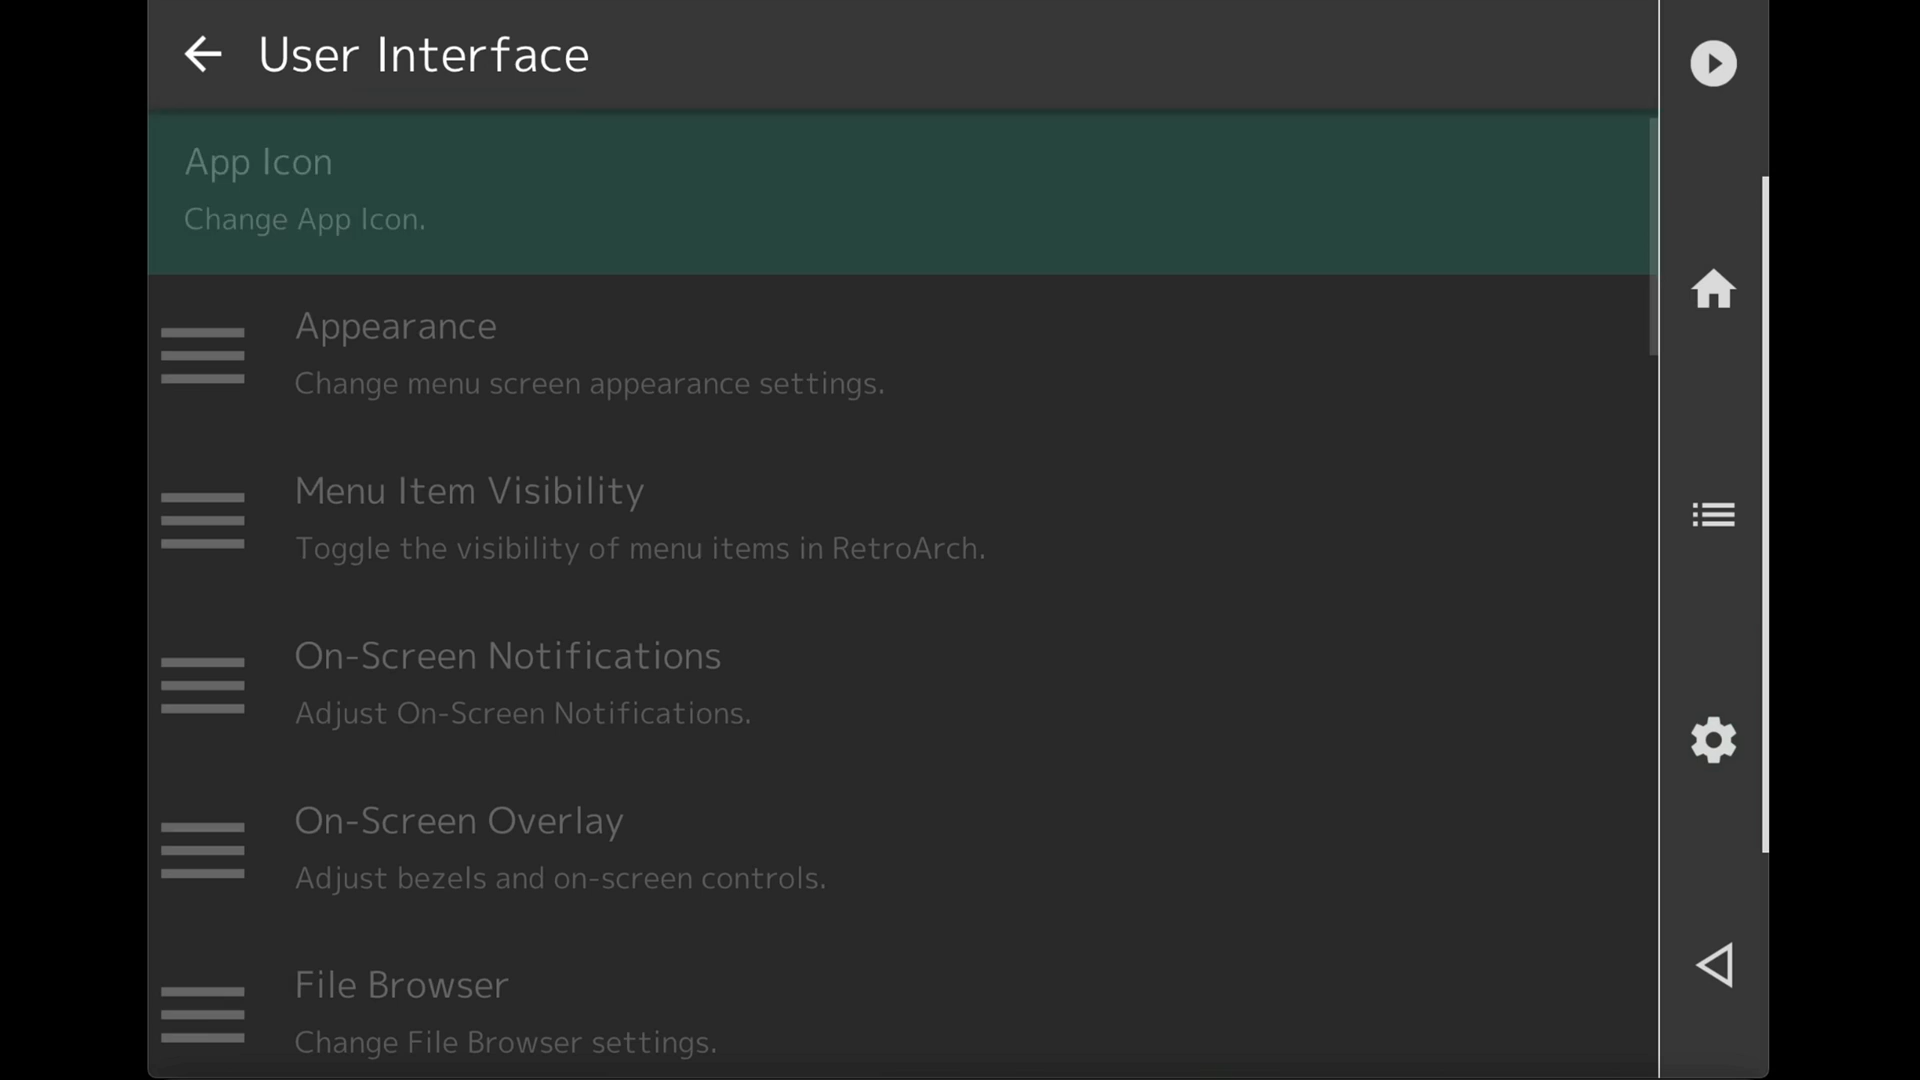 User Interface
App Icon
Change App Icon.
Appearance
Change menu screen appearance settings.
Menu Item Visibility
Toggle the visibility of menu items in RetroArch.
On-Screen Notifications
Adjust On-Screen Notifications.
On-Screen Overlay
Adjust bezels and on-screen controls.
File Browser
Change File Browser settings.